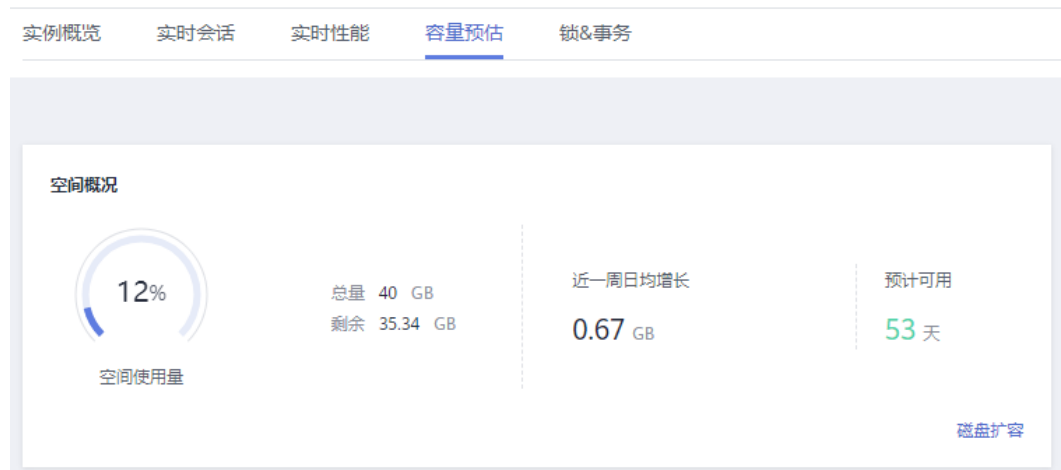 实例概览 实时会话 实时性能 容量预估 锁&事务
空间概况
12%
空间使用量
总量 40 GB
剩余 35.34 GB
近一周日均增长
0.67 GB
预计可用
53 天
磁盘扩容